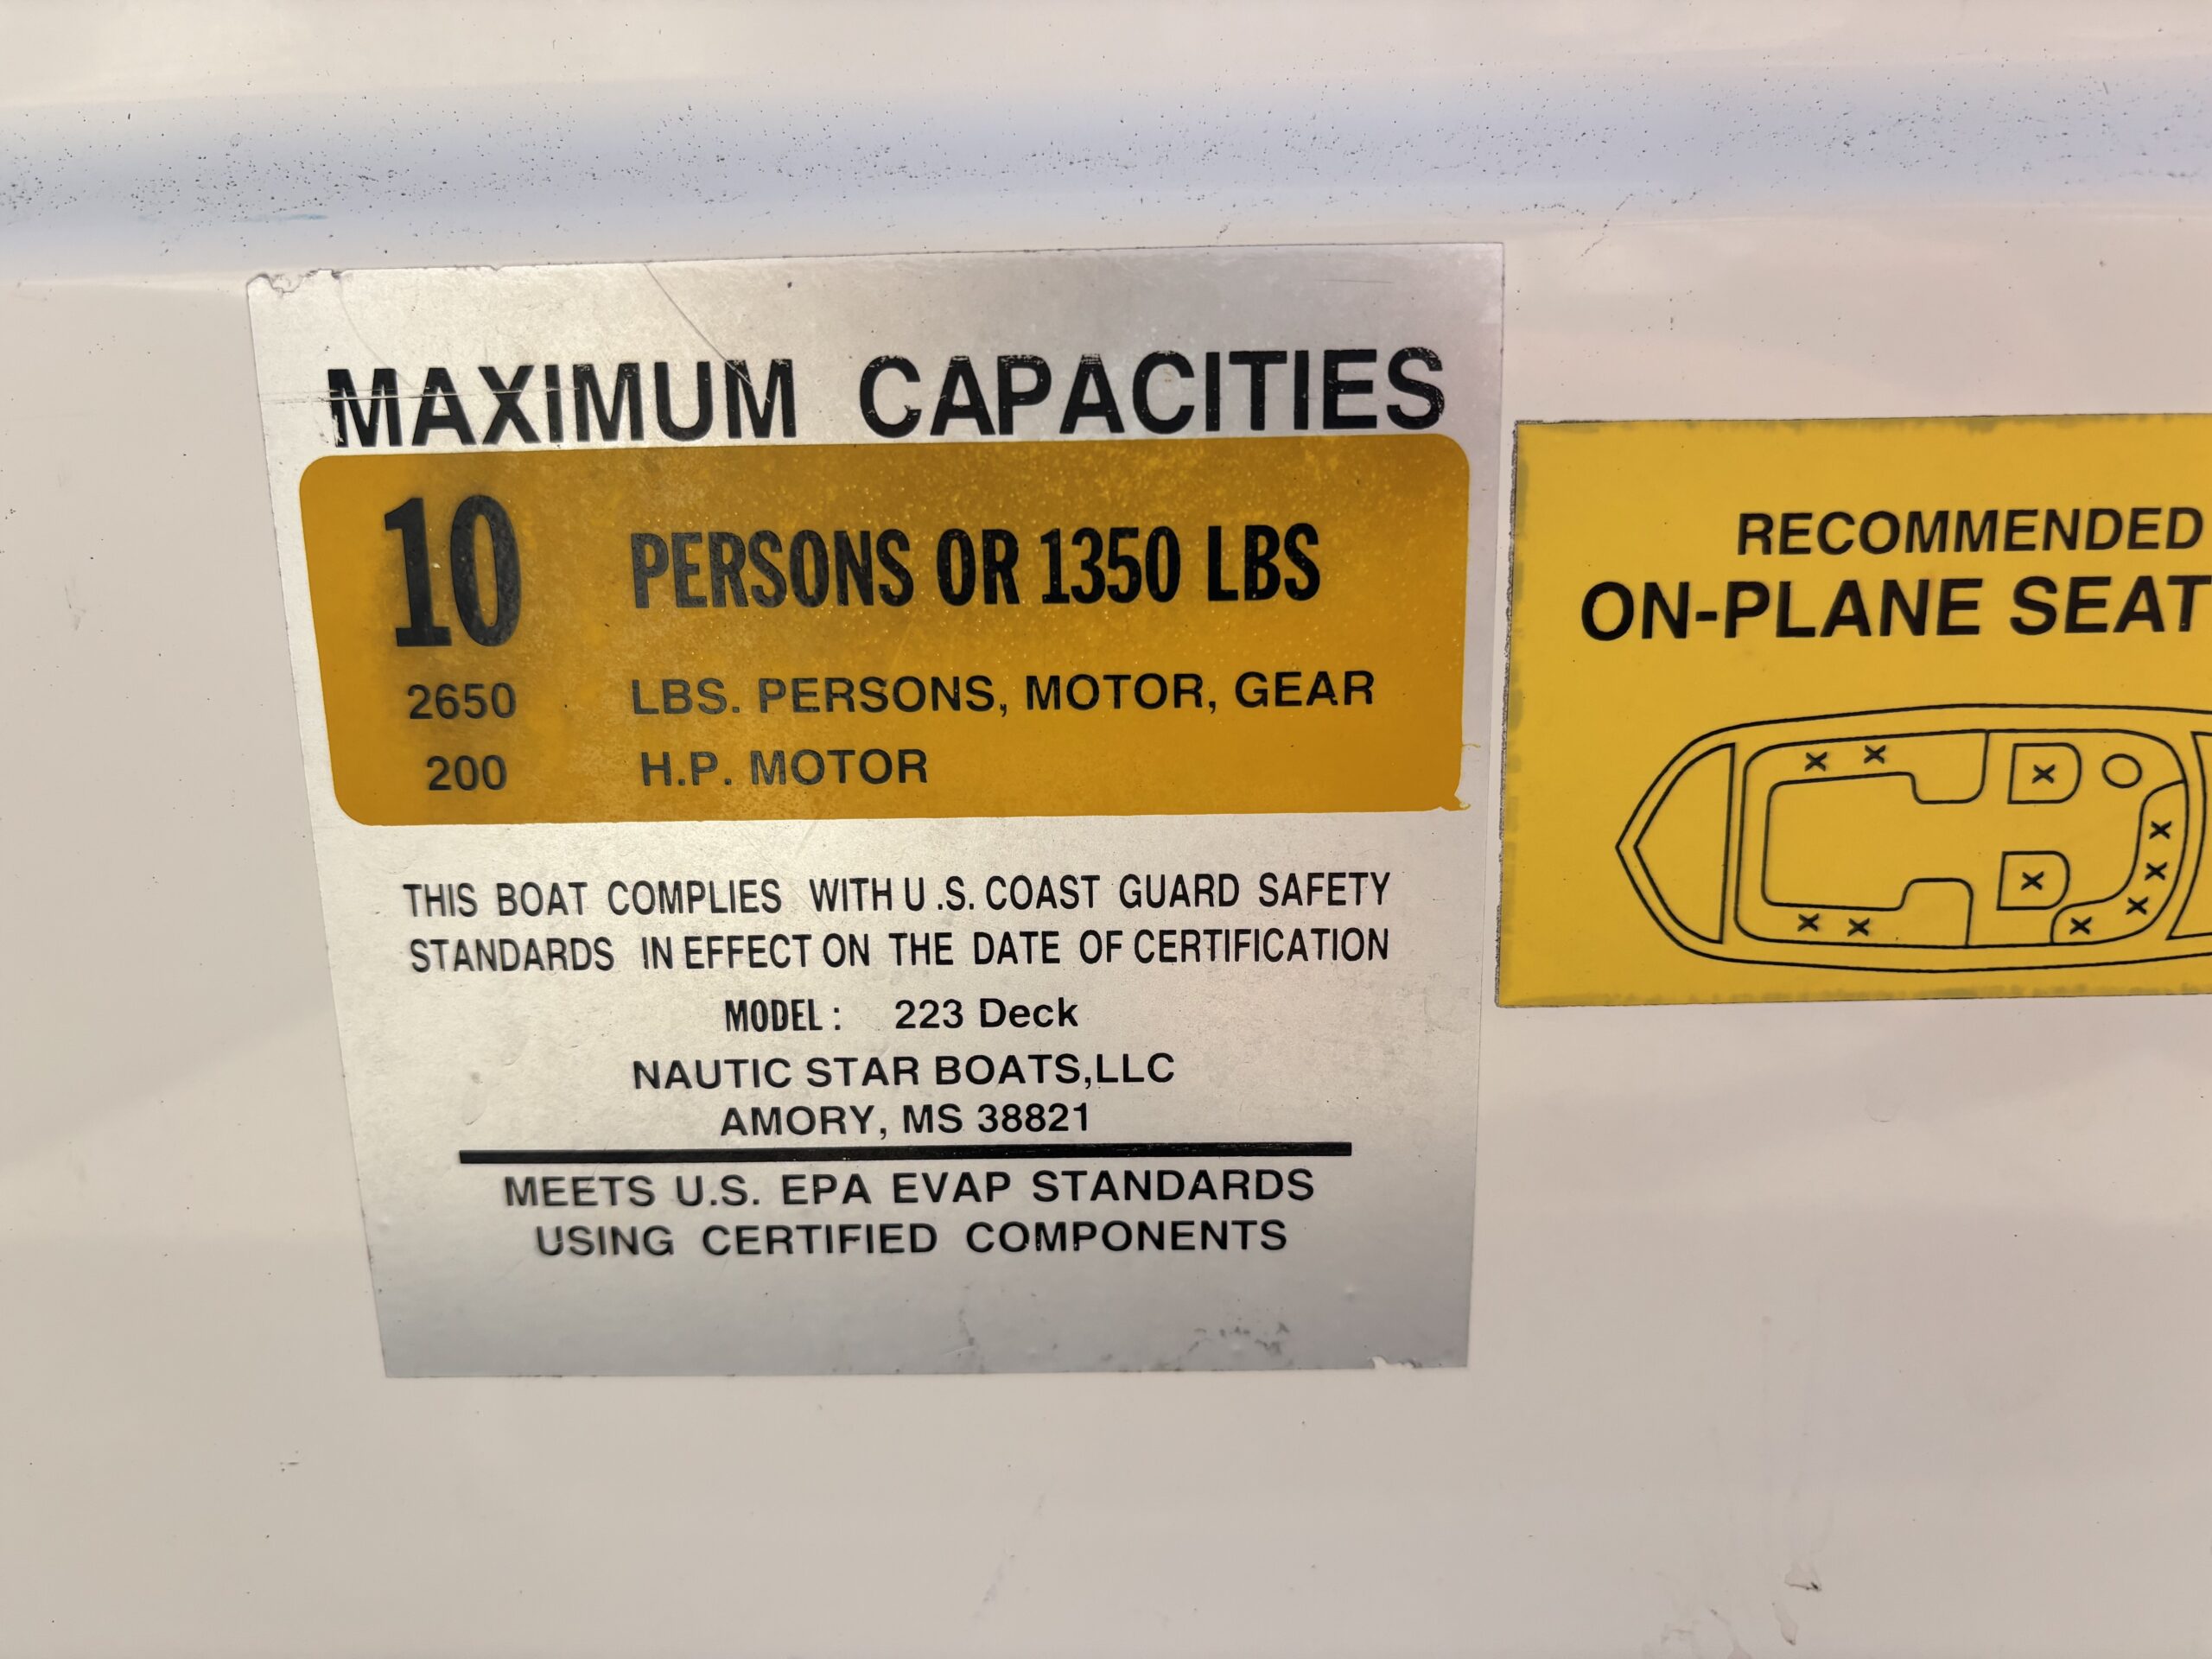 MAXIMUM CAPACITIES
10 PERSONS OR 1350 LBS
2650 LBS. PERSONS, MOTOR, GEAR
200 H.P. MOTOR
THIS BOAT COMPLIES WITH U.S. COAST GUARD SAFETY
STANDARDS IN EFFECT ON THE DATE OF CERTIFICATION
MODEL: 223 Deck
NAUTIC STAR BOATS,LLC
AMORY, MS 38821
MEETS U.S. EPA EVAP STANDARDS
USING CERTIFIED COMPONENTS
RECOMMENDED
ON-PLANE SEAT
X X X X X X X X X X